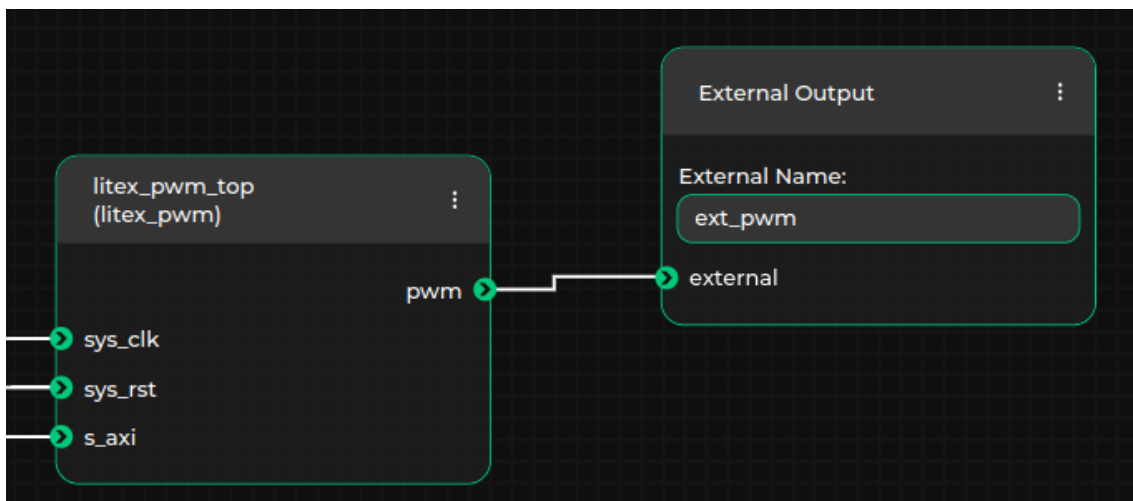 litex_pwm_top
(litex_pwm)
pwm
sys_clk
sys_rst
s_axi
External Output
External Name:
ext_pwm
external